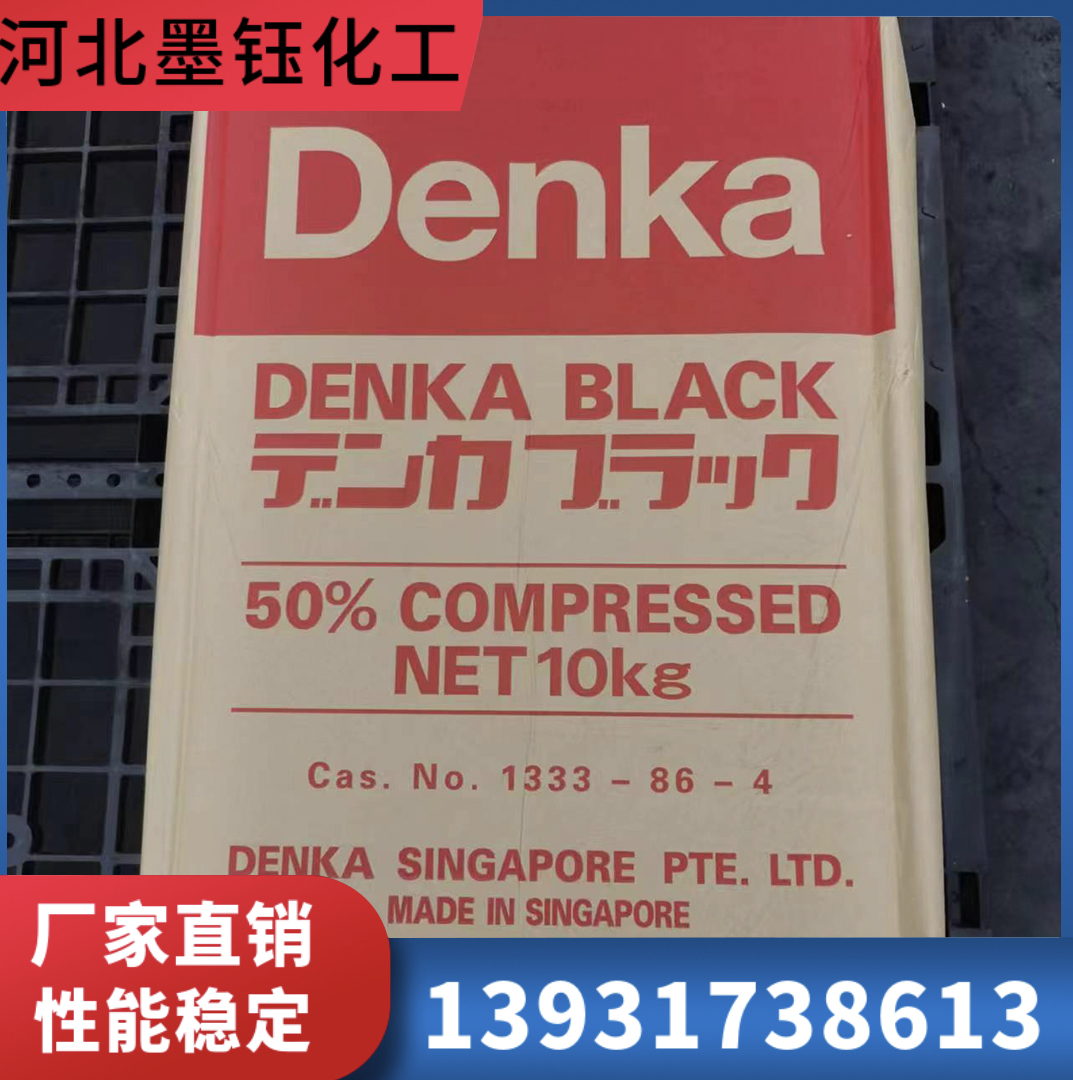 河北墨钰化工
Denka
DENKA BLACK
デンカブラック
50% COMPRESSED
NET 10kg
Cas. No. 1333 - 86 - 4
DENKA SINGAPORE PTE. LTD.
MADE IN SINGAPORE
厂家直销
性能稳定
13931738613